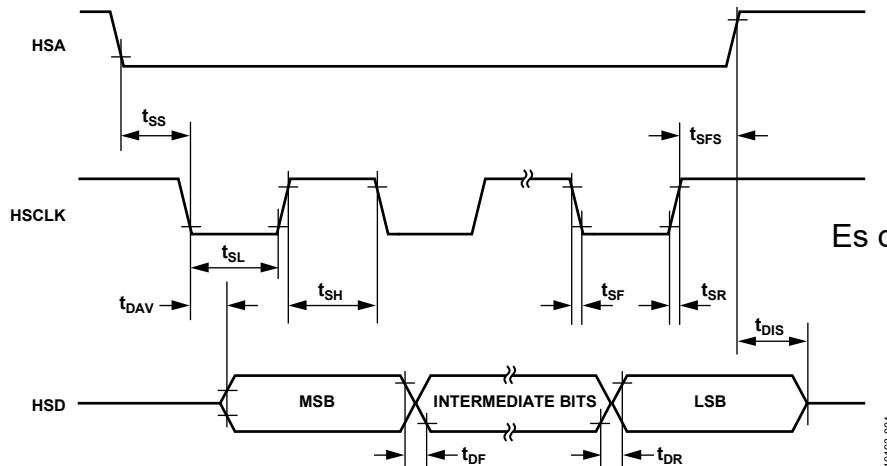 HSA
tSS
tSFS
HSCLK
Es d
tSL
tSH
tSF
tSR
tDAV
tDIS
HSD
MSB
INTERMEDIATE BITS
LSB
tDF
tDR